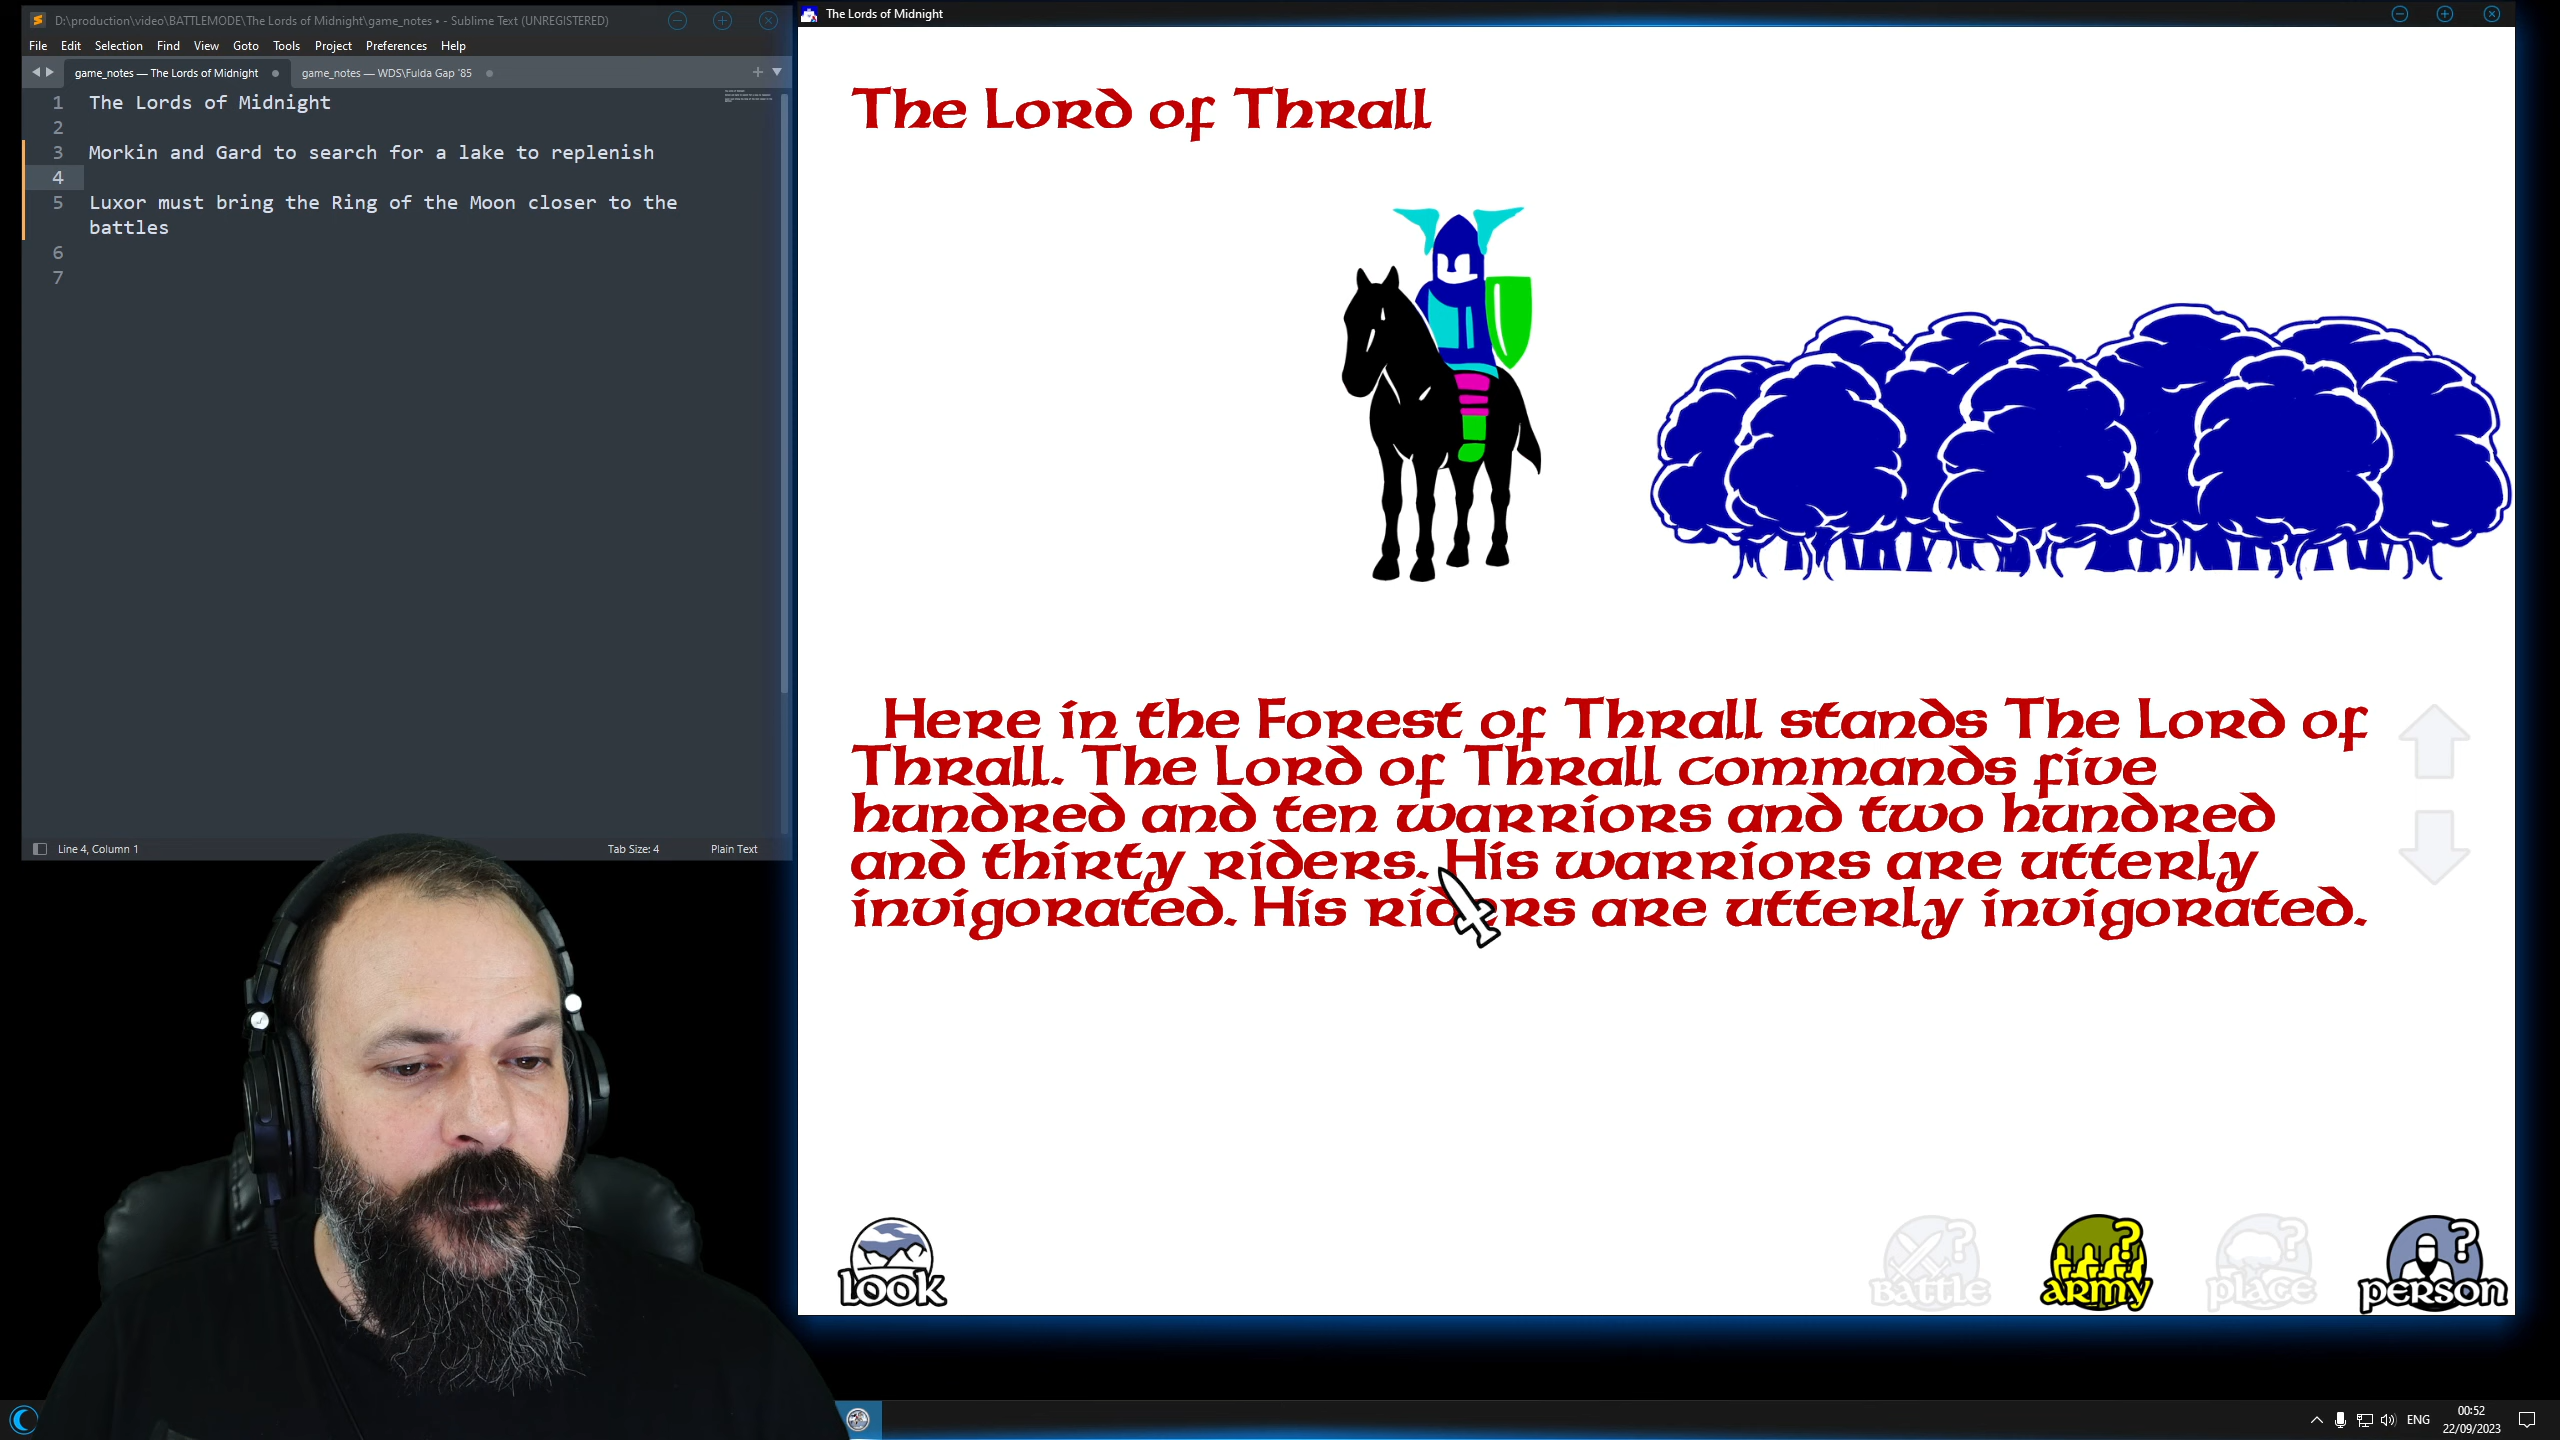 D:\production\video\BATTLEMODE\The Lords of Midnight\game_notes • - Sublime Text (UNREGISTERED)
File Edit Selection Find View Goto Tools Project Preferences Help
game_notes — The Lords of Midnight
game_notes — WDS\Fulda Gap '85
1 The Lords of Midnight
2
3 Morkin and Gard to search for a lake to replenish
4
5 Luxor must bring the Ring of the Moon closer to the
battles
6
7
Line 4, Column 1
Tab Size: 4
Plain Text
The Lords of Midnight
The Lord of Thrall
Here in the Forest of Thrall stands The Lord of
Thrall. The Lord of Thrall commands five
hundred and ten warriors and two hundred
and thirty riders. His warriors are utterly
invigorated. His riders are utterly invigorated.
look
Battle
army
place
person
ENG
00:52
22/09/2023